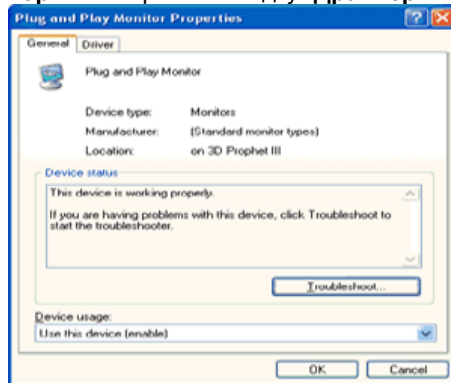 Plug and Play Monitor Properties
General Driver
Plug and Play Monitor
Device type: Monitors
Manufacturer: (Standard monitor types)
Location: on 3D Prophet III
Device status
This device is working properly.
If you are having problems with this device, click Troubleshoot to
start the troubleshooter.
Troubleshoot...
Device usage:
Use this device (enable)
OK Cancel